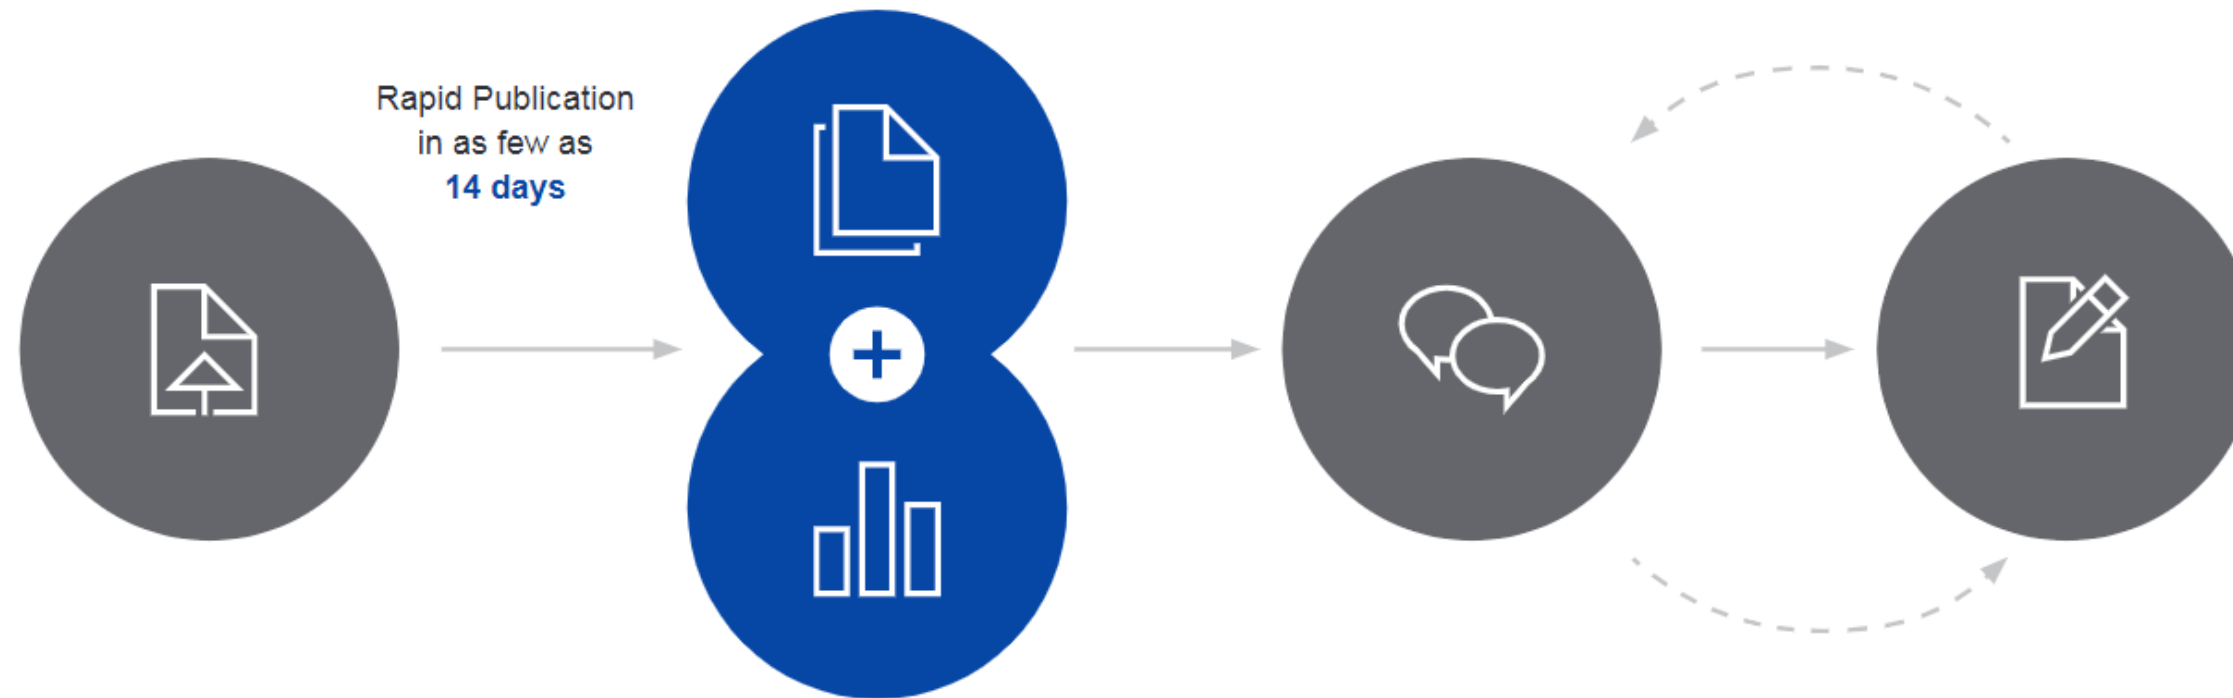 Rapid Publication
in as few as
14 days